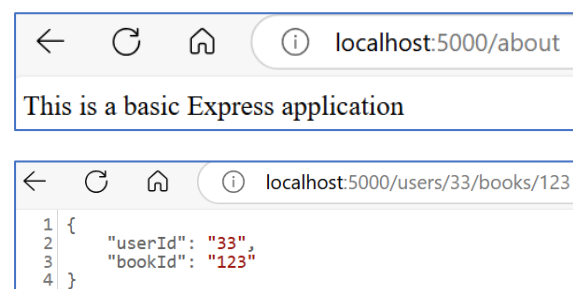 localhost:5000/about
This is a basic Express application
localhost:5000/users/33/books/123
1 {
2 "userId": "33",
3 "bookId": "123"
4 }